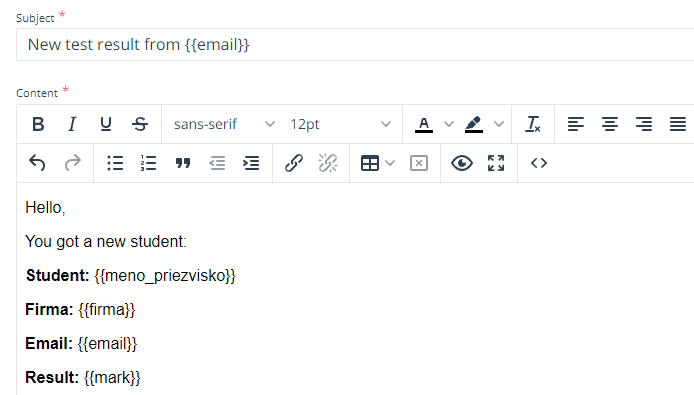 Subject *
New test result from {{email}}
Content *
B I U S sans-serif 12pt A Tx
Hello,
You got a new student:
Student: {{meno_priezvisko}}
Firma: {{firma}}
Email: {{email}}
Result: {{mark}}